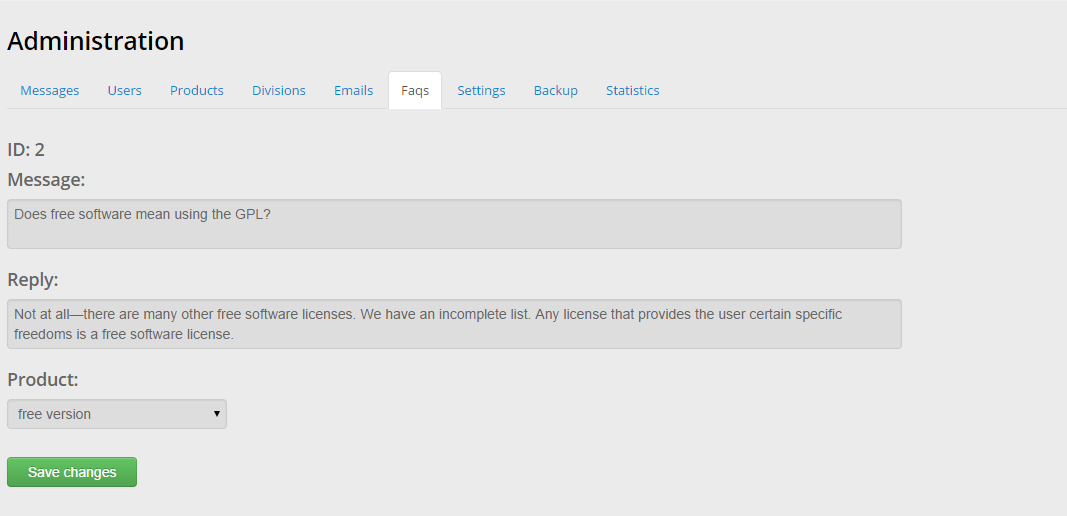 Administration
Messages Users Products Divisions Emails Faqs Settings Backup Statistics
ID: 2
Message:
Does free software mean using the GPL?
Reply:
Not at all—there are many other free software licenses. We have an incomplete list. Any license that provides the user certain specific
freedoms is a free software license.
Product:
free version
Save changes